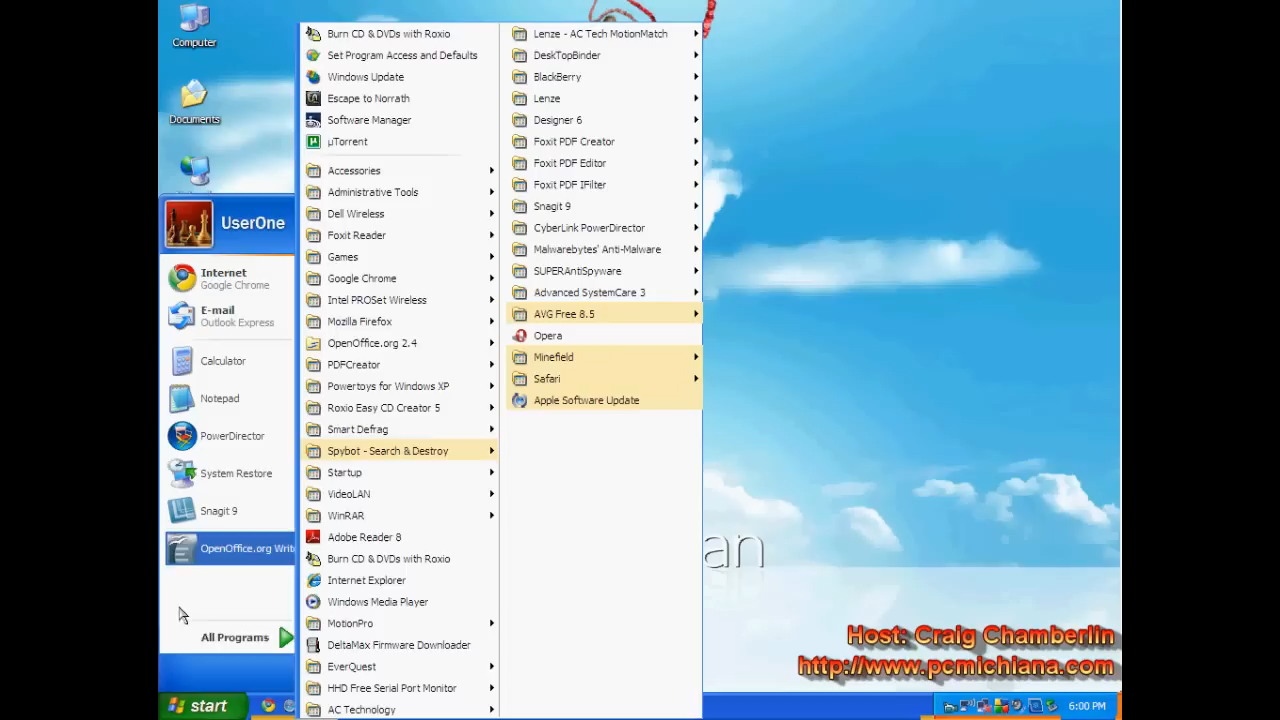 Computer
Documents
UserOne
Internet
Google Chrome
E-mail
Outlook Express
Calculator
Notepad
PowerDirector
System Restore
Snagit 9
OpenOffice.org Writ
All Programs
start
Burn CD & DVDs with Roxio
Set Program Access and Defaults
Windows Update
Escape to Norrath
Software Manager
µTorrent
Accessories
Administrative Tools
Dell Wireless
Foxit Reader
Games
Google Chrome
Intel PROSet Wireless
Mozilla Firefox
OpenOffice.org 2.4
PDFCreator
Powertoys for Windows XP
Roxio Easy CD Creator 5
Smart Defrag
Spybot - Search & Destroy
Startup
VideoLAN
WinRAR
Adobe Reader 8
Burn CD & DVDs with Roxio
Internet Explorer
Windows Media Player
MotionPro
DeltaMax Firmware Downloader
EverQuest
HHD Free Serial Port Monitor
AC Technology
Lenze - AC Tech MotionMatch
DeskTopBinder
BlackBerry
Lenze
Designer 6
Foxit PDF Creator
Foxit PDF Editor
Foxit PDF IFilter
Snagit 9
CyberLink PowerDirector
Malwarebytes' Anti-Malware
SUPERAntiSpyware
Advanced SystemCare 3
AVG Free 8.5
Opera
Minefield
Safari
Apple Software Update
an
Host: Craig Chamberlin
http://www.pcmichiana.com
6:00 PM